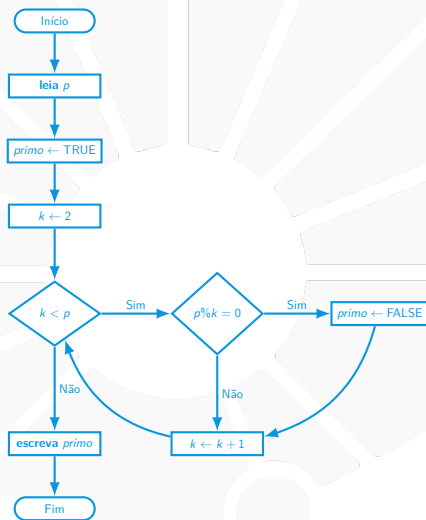 Início
leia p
primo ← TRUE
k ← 2
k < p
Sim
p%k = 0
Sim
primo ← FALSE
Não
Não
k ← k + 1
escreva primo
Fim